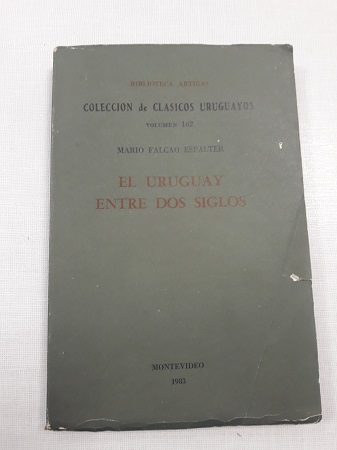 BIBLIOTECA ARTIGAS
COLECCION de CLASICOS URUGUAYOS
VOLUMEN 162
MARIO FALCAO ESPALTER
EL URUGUAY
ENTRE DOS SIGLOS
MONTEVIDEO
1983